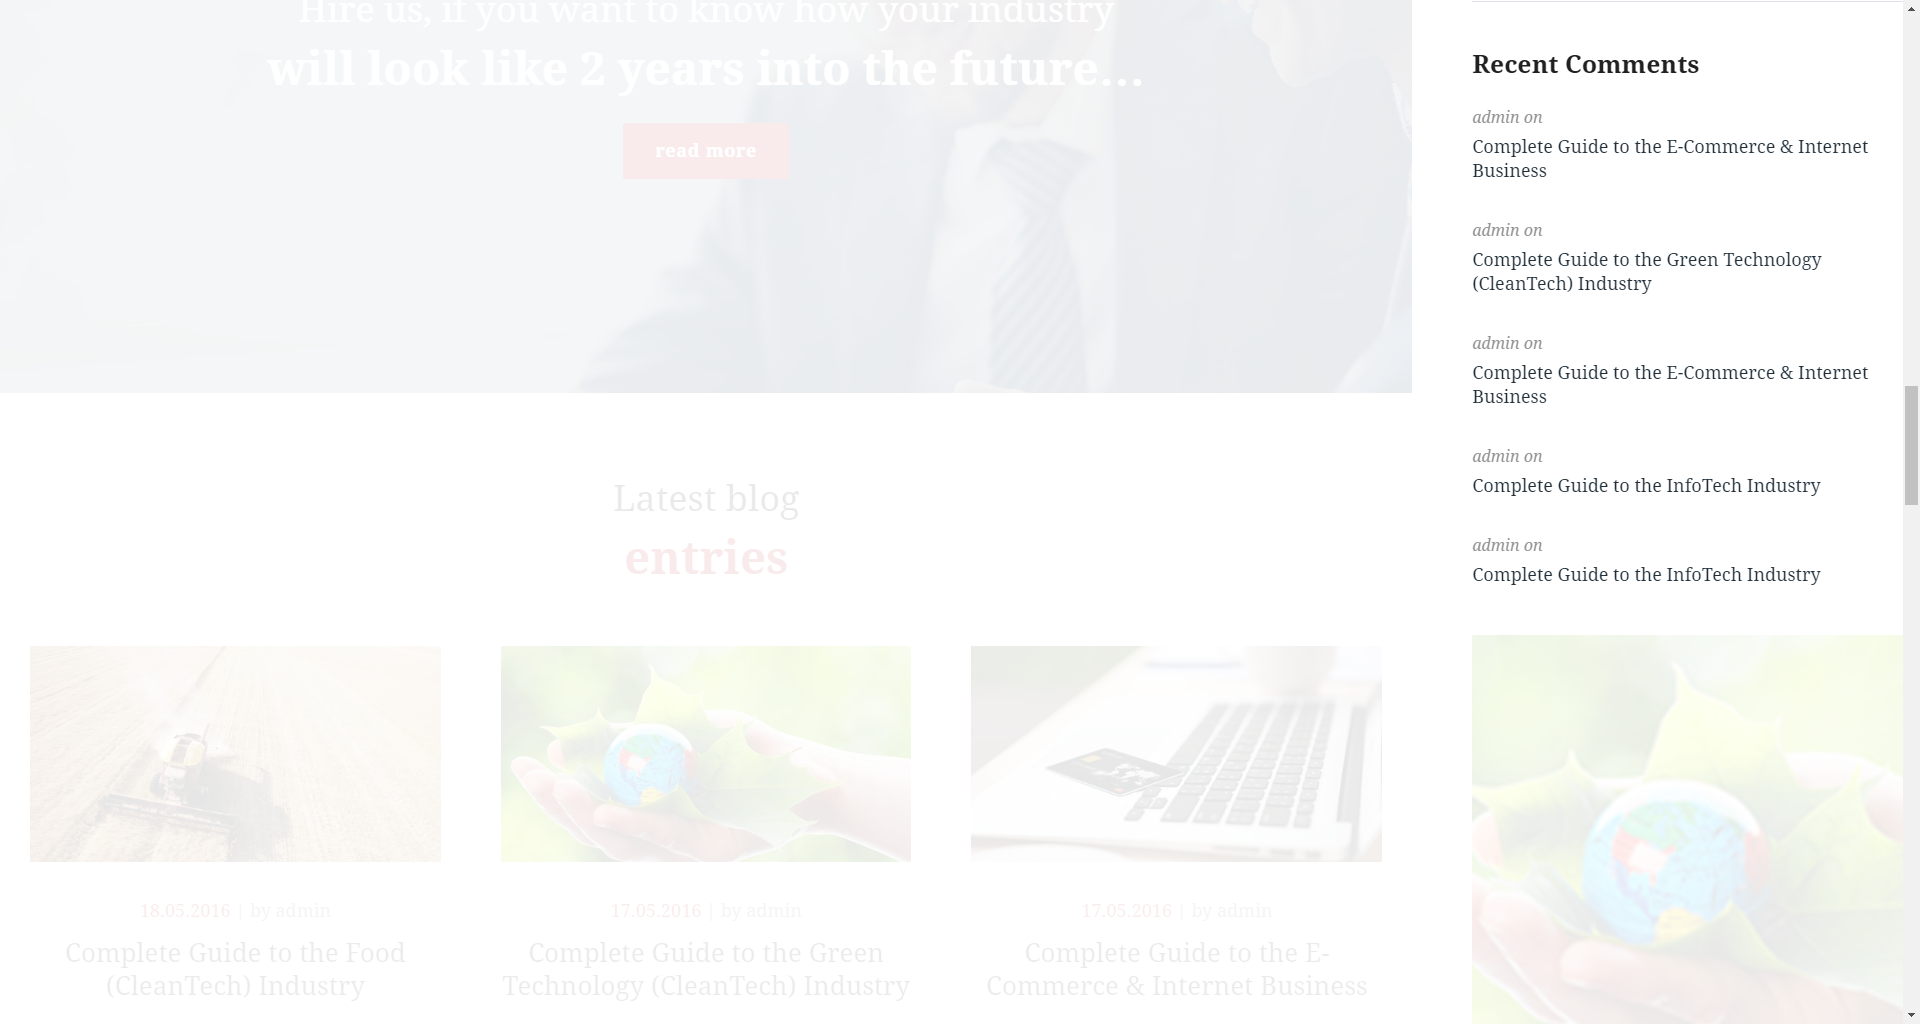 Hire us, if you want to know how your industry
will look like 2 years into the future…
read more
Latest blog
entries
18.05.2016 | by admin
Complete Guide to the Food
(CleanTech) Industry
17.05.2016 | by admin
Complete Guide to the Green
Technology (CleanTech) Industry
17.05.2016 | by admin
Complete Guide to the E-
Commerce & Internet Business
Recent Comments
admin on
Complete Guide to the E-Commerce & Internet
Business
admin on
Complete Guide to the Green Technology
(CleanTech) Industry
admin on
Complete Guide to the E-Commerce & Internet
Business
admin on
Complete Guide to the InfoTech Industry
admin on
Complete Guide to the InfoTech Industry